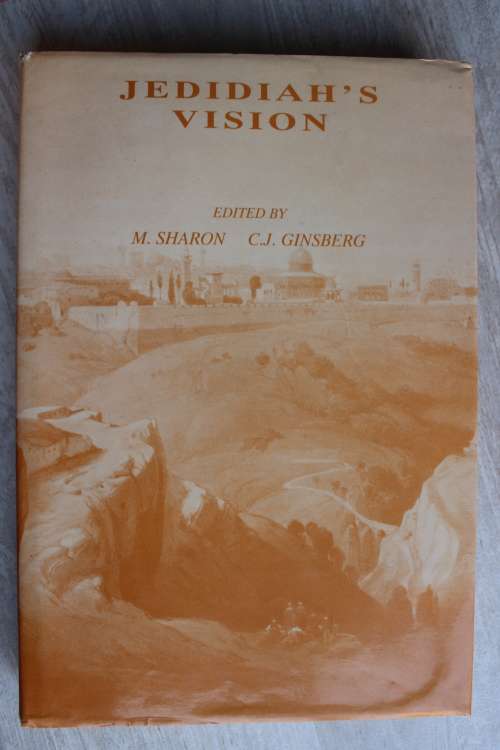 JEDIDIAH'S
VISION
EDITED BY
M. SHARON C.J. GINSBERG